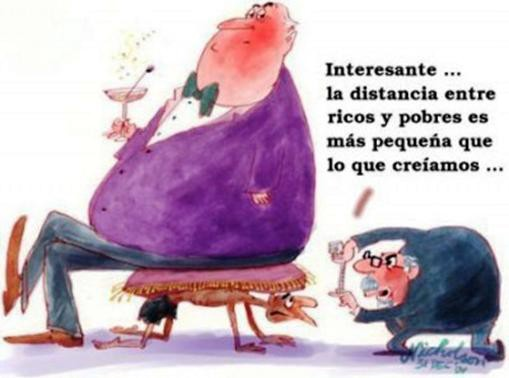 Interesante ...
la distancia entre
ricos y pobres es
más pequeña que
lo que creíamos ...
Nicholson